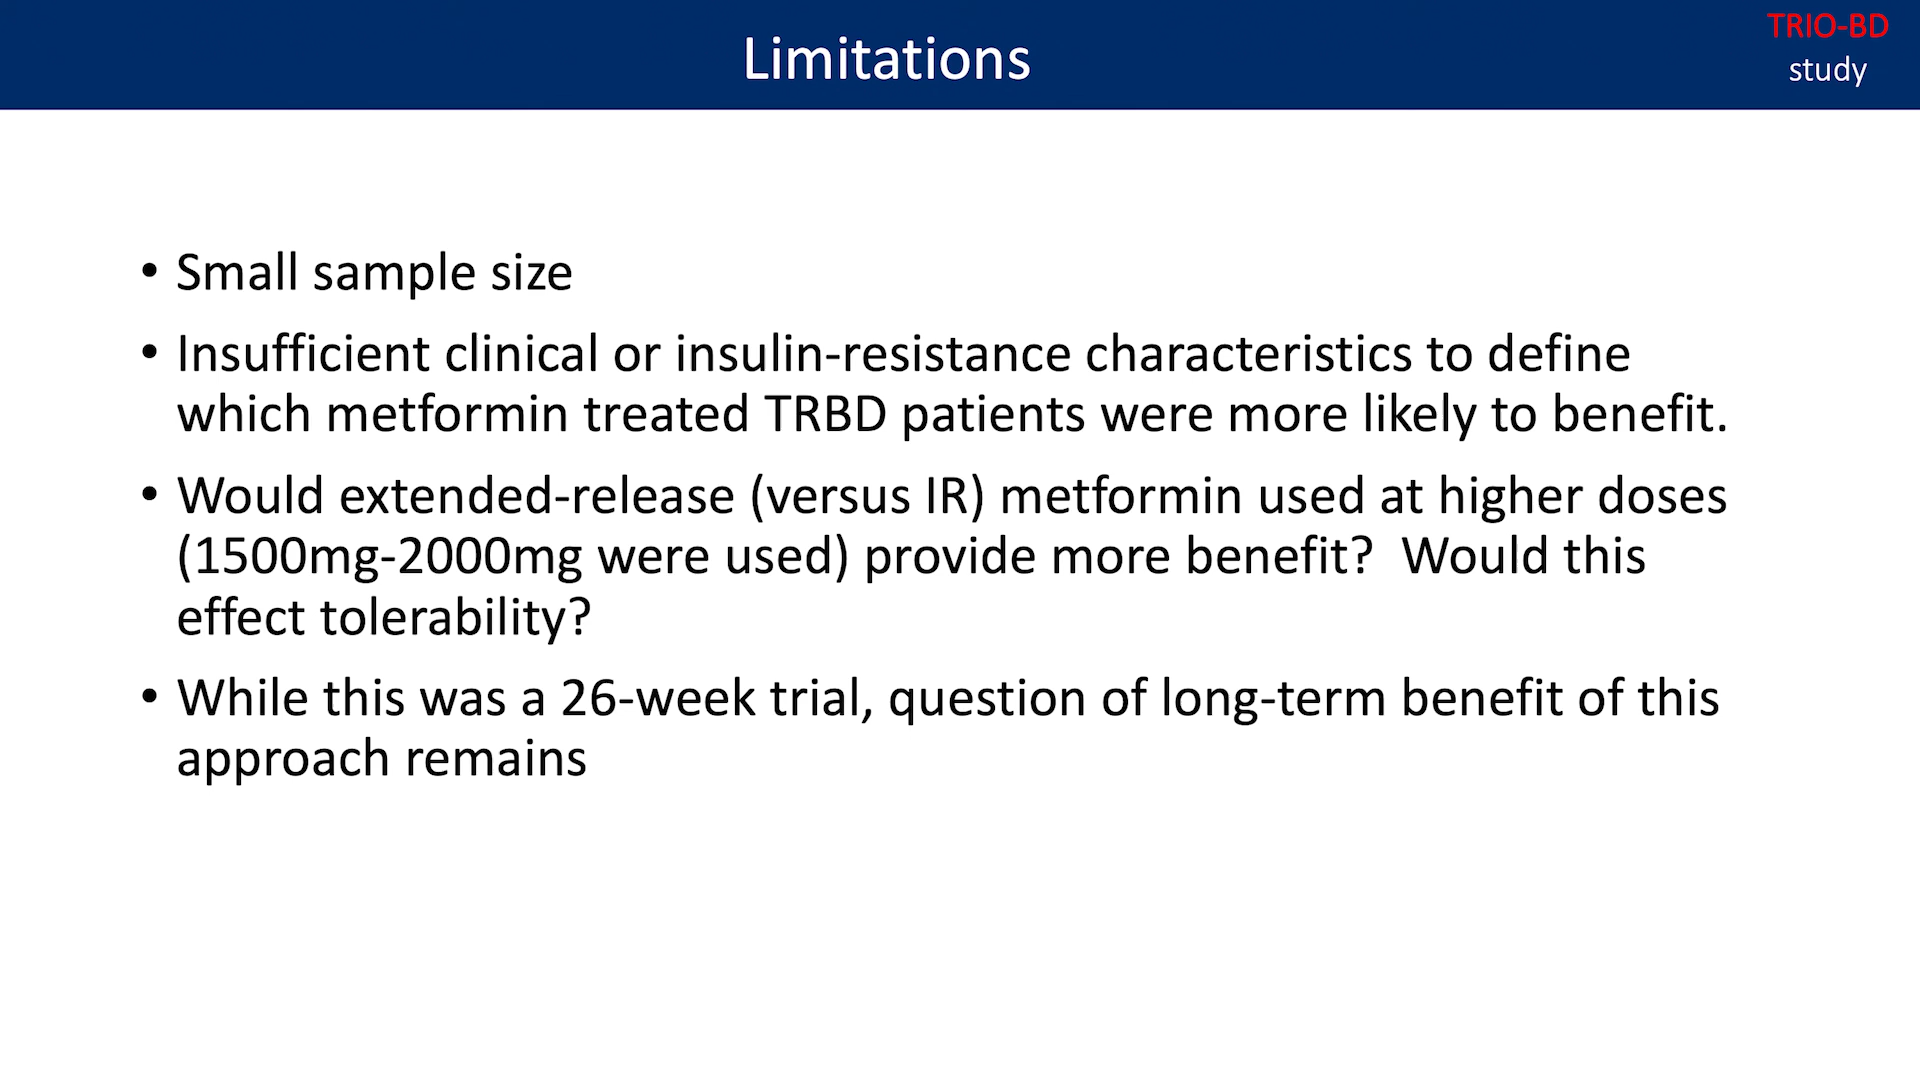 Limitations
TRIO-BD
study
• Small sample size
• Insufficient clinical or insulin-resistance characteristics to define
which metformin treated TRBD patients were more likely to benefit.
• Would extended-release (versus IR) metformin used at higher doses
(1500mg-2000mg were used) provide more benefit?  Would this
effect tolerability?
• While this was a 26-week trial, question of long-term benefit of this
approach remains